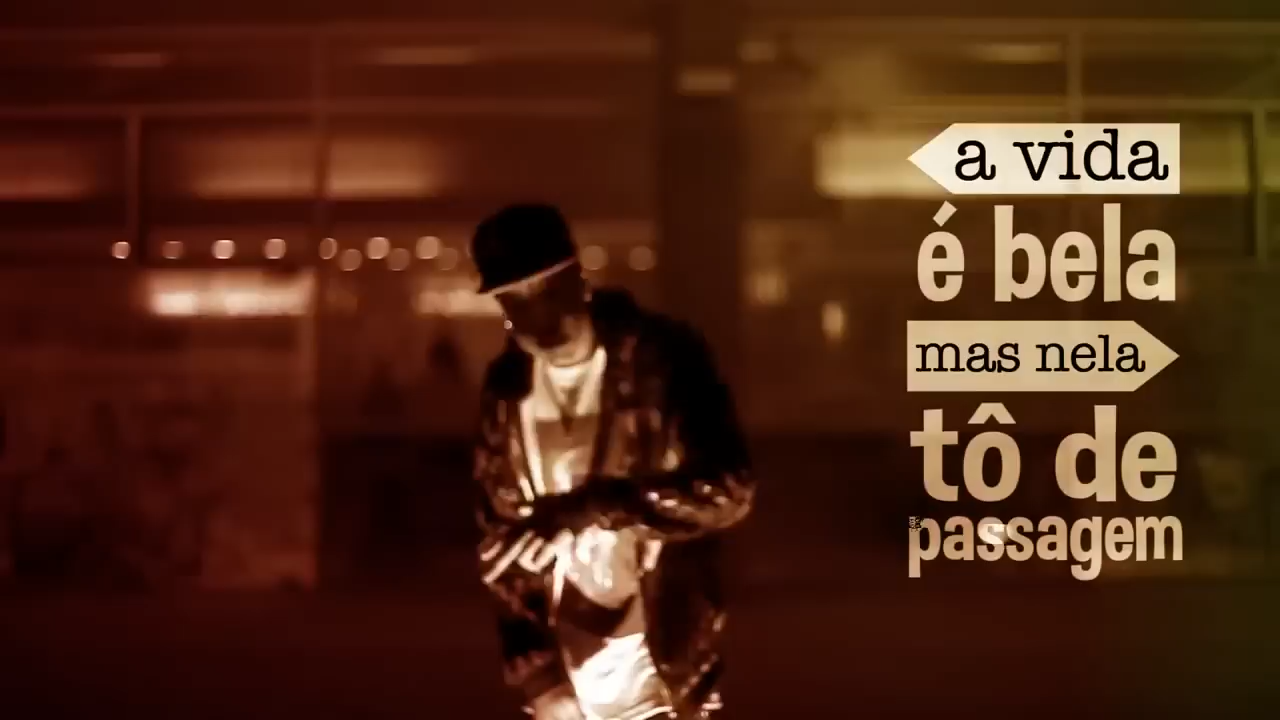 a vida
é bela
mas nela
tô de
passagem